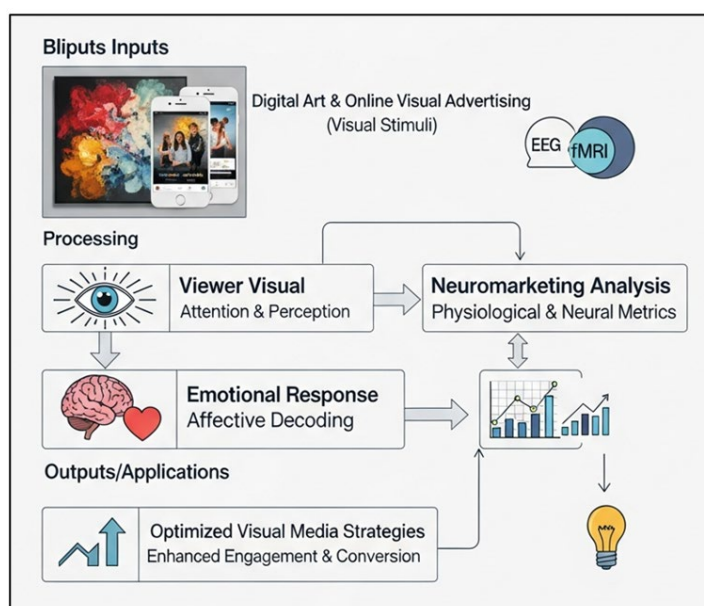 Bliputs Inputs
Digital Art & Online Visual Advertising
(Visual Stimuli)
EEG
fMRI
Processing
Viewer Visual
Attention & Perception
Neuromarketing Analysis
Physiological & Neural Metrics
Emotional Response
Affective Decoding
Outputs/Applications
Optimized Visual Media Strategies
Enhanced Engagement & Conversion